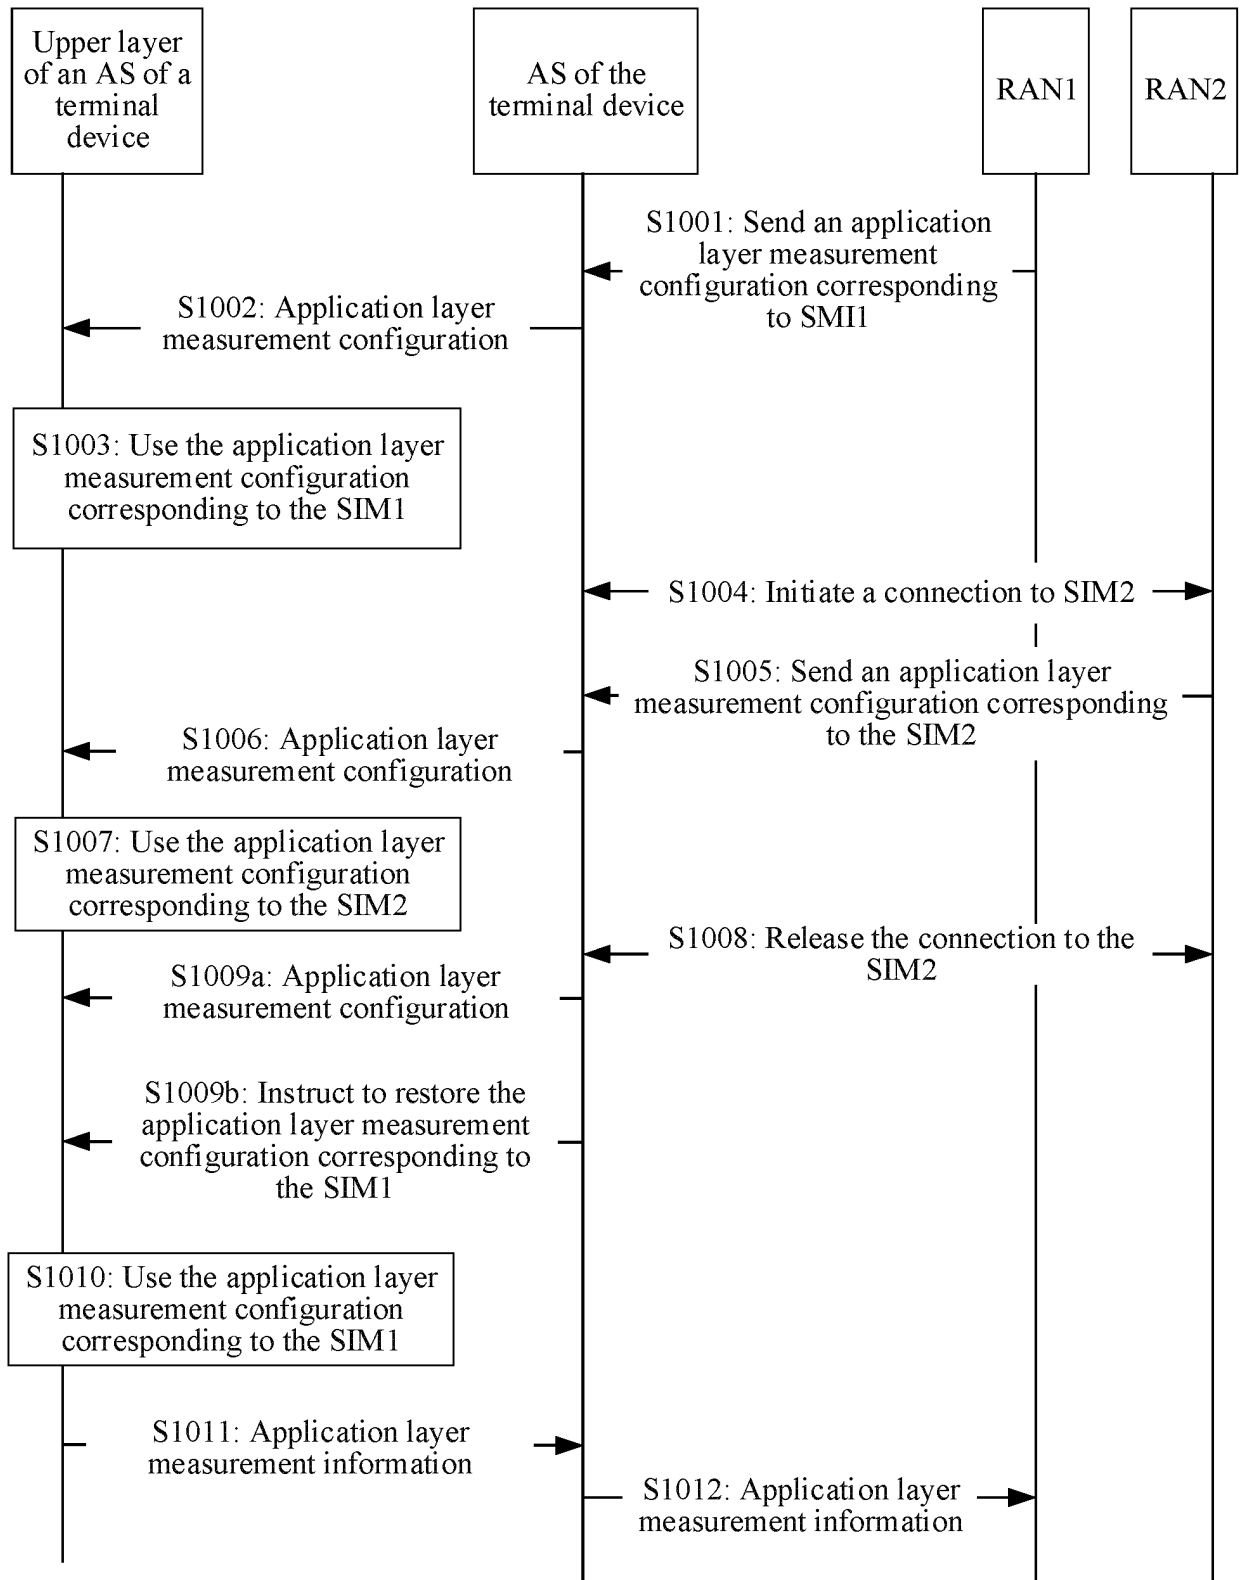 Upper layer
of an AS of a
terminal
device
AS of the
terminal device
RAN1
RAN2
S1001: Send an application
layer measurement
configuration corresponding
to SMI1
S1002: Application layer
measurement configuration
S1003: Use the application layer
measurement configuration
corresponding to the SIM1
S1004: Initiate a connection to SIM2
S1005: Send an application layer
measurement configuration corresponding
to the SIM2
S1006: Application layer
measurement configuration
S1007: Use the application layer
measurement configuration
corresponding to the SIM2
S1008: Release the connection to the
SIM2
S1009a: Application layer
measurement configuration
S1009b: Instruct to restore the
application layer measurement
configuration corresponding to
the SIM1
S1010: Use the application layer
measurement configuration
corresponding to the SIM1
S1011: Application layer
measurement information
S1012: Application layer
measurement information